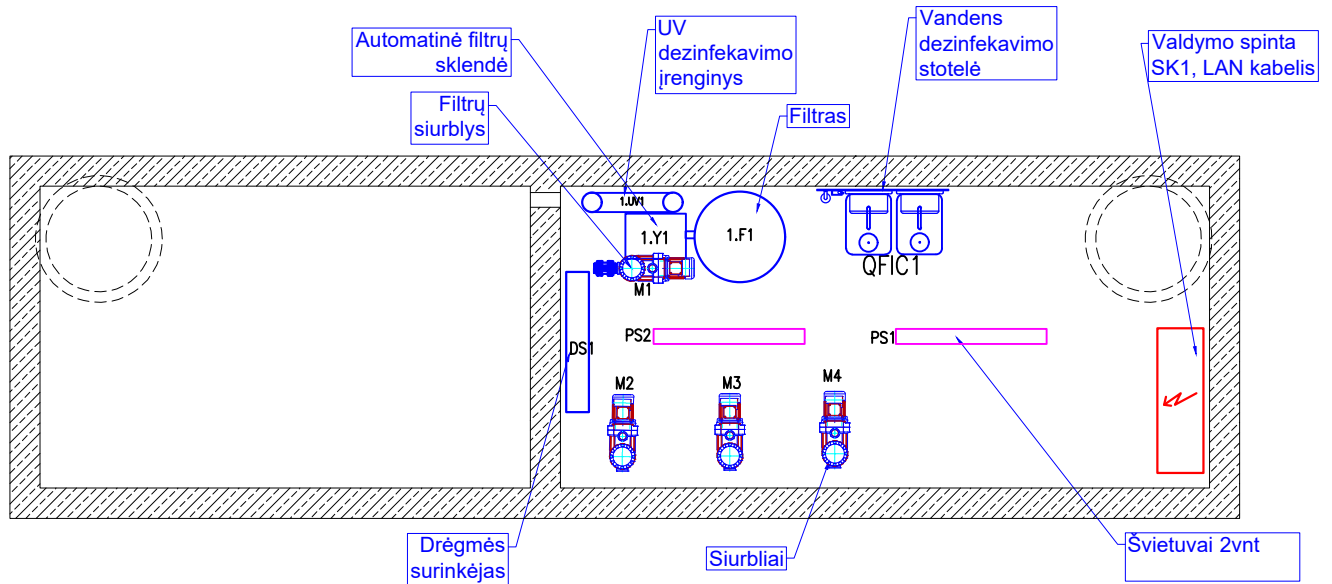 Automatinė filtrų
sklendė
UV
dezinfekavimo
įrenginys
Vandens
dezinfekavimo
stotelė
Valdymo spinta
SK1, LAN kabelis
Filtrų
siurblys
Filtras
1.UV1
1.Y1
1.F1
QFIC1
M1
DS1
PS2
PS1
M2
M3
M4
Drėgmės
surinkėjas
Siurbliai
Švietuvai 2vnt